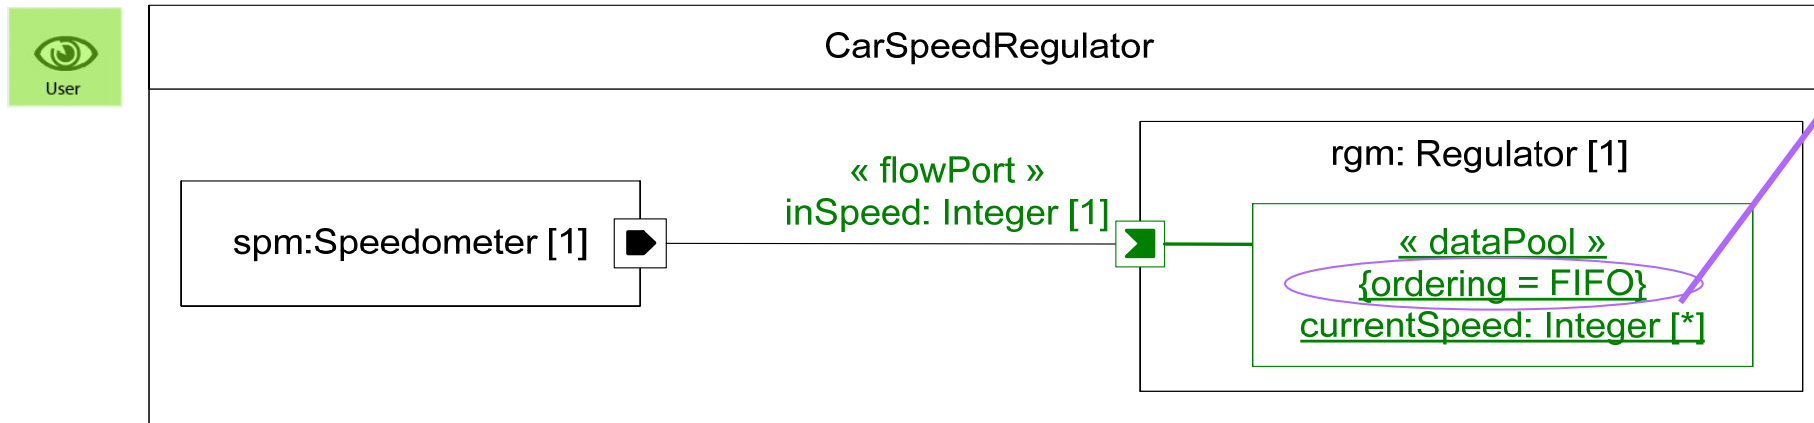 User
CarSpeedRegulator
spm:Speedometer [1]
« flowPort »
inSpeed: Integer [1]
rgm: Regulator [1]
« dataPool »
{ordering = FIFO}
currentSpeed: Integer [*]